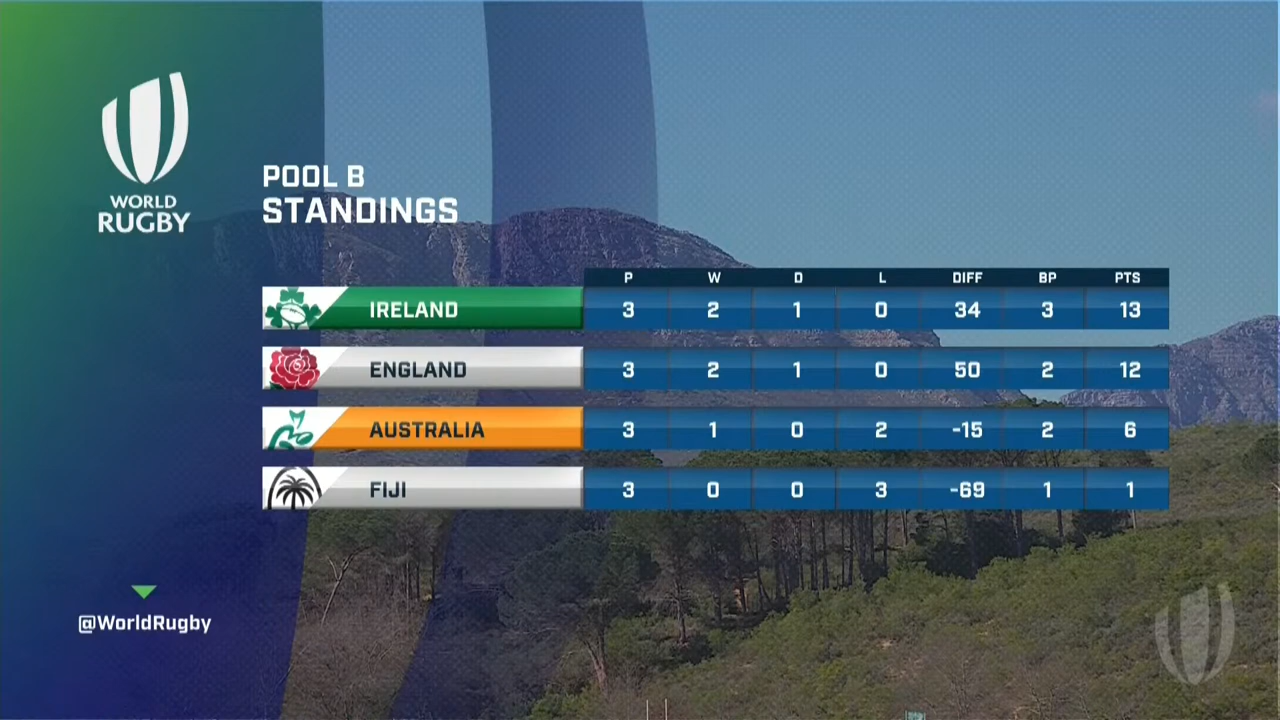 WORLD
RUGBY
POOL B
STANDINGS
P W D L DIFF BP PTS
IRELAND 3 2 1 0 34 3 13
ENGLAND 3 2 1 0 50 2 12
AUSTRALIA 3 1 0 2 -15 2 6
FIJI 3 0 0 3 -69 1 1
@WorldRugby